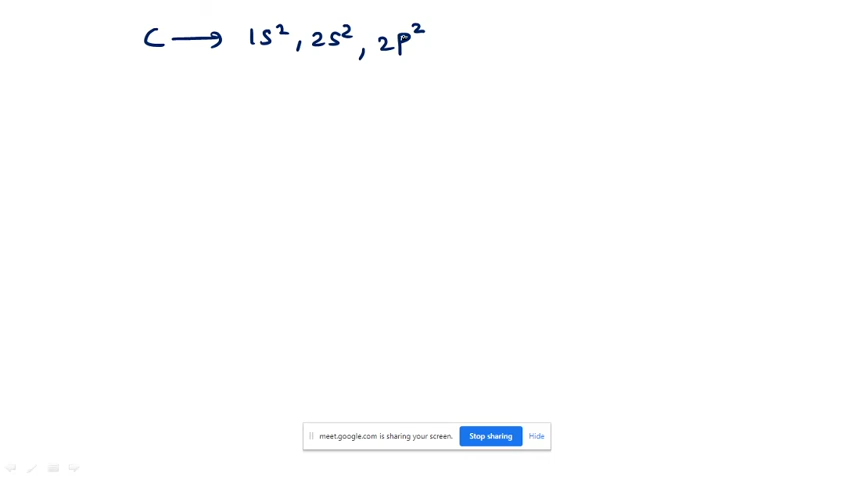 C ⟶ 1s², 2s², 2p²
meet.google.com is sharing your screen. Stop sharing Hide